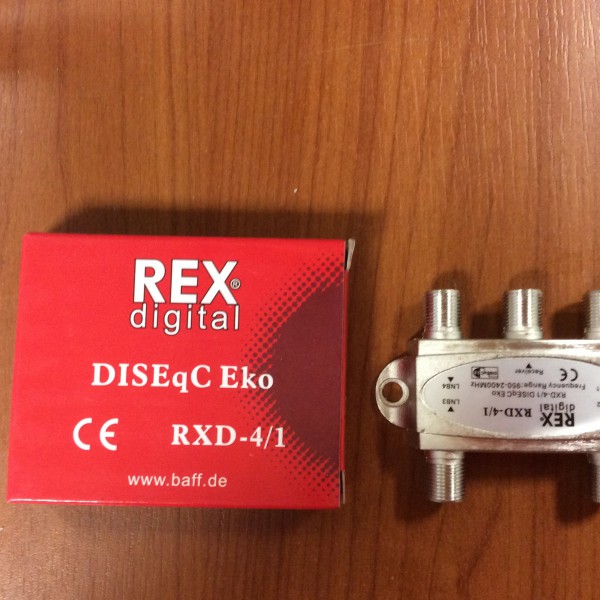 REX®
digital
DISEqC Eko
CE RXD-4/1
www.baff.de
REX
digital RXD-4/1
RXD-4/1 DISEqC Eko
Frequency Range:950-2400MHz
CE
Receiver
LNB4
LNB3